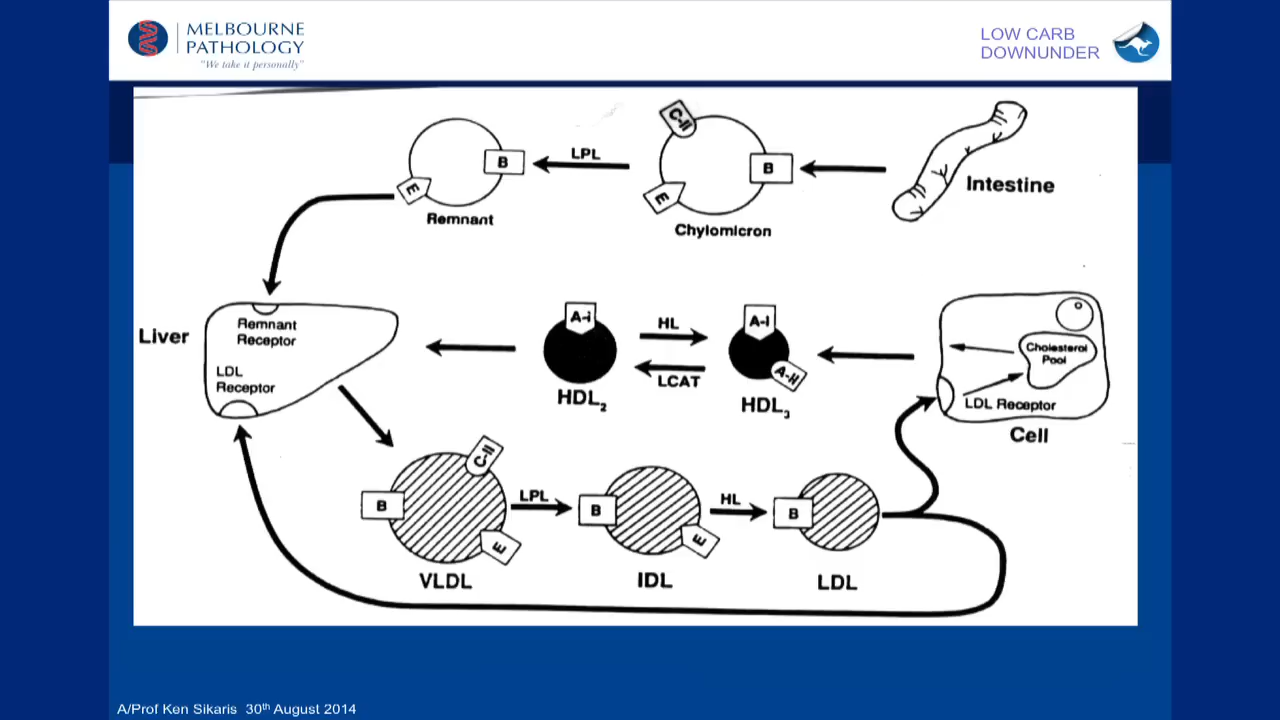 MELBOURNE
PATHOLOGY
"We take it personally"
LOW CARB
DOWNUNDER
C-II
B
LPL
B
E
E
Intestine
Remnant
Chylomicron
Liver
Remnant
Receptor
LDL
Receptor
A-i
HL
A-I
LCAT
A-II
HDL2
HDL3
Cholesterol
Pool
LDL Receptor
Cell
C-II
B
LPL
B
HL
B
E
E
VLDL
IDL
LDL
A/Prof Ken Sikaris 30th August 2014